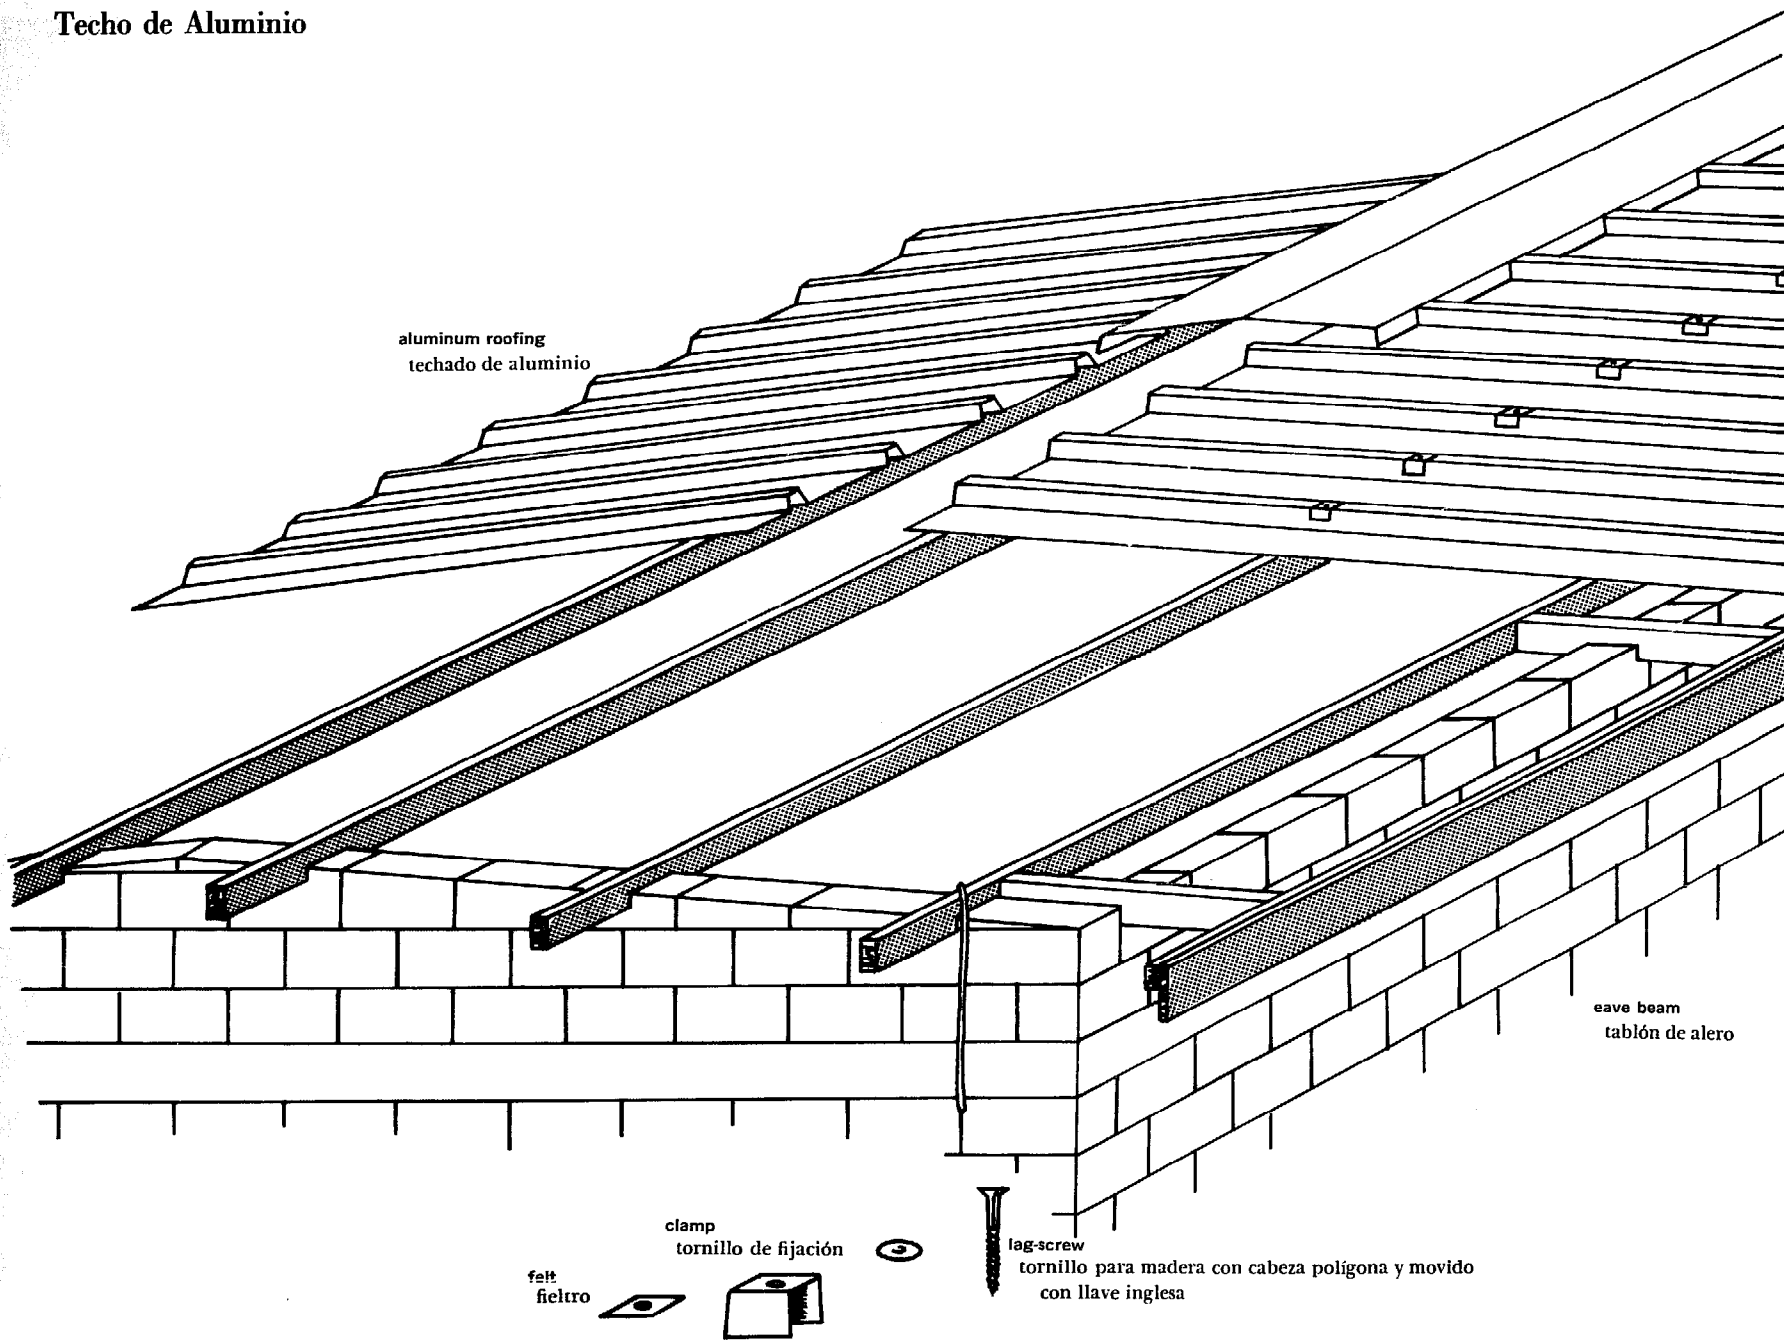 Techo de Aluminio
aluminum roofing
techado de aluminio
eave beam
tablón de alero
clamp
tornillo de fijación
lag-screw
tornillo para madera con cabeza polígona y movido
con llave inglesa
felt
fieltro